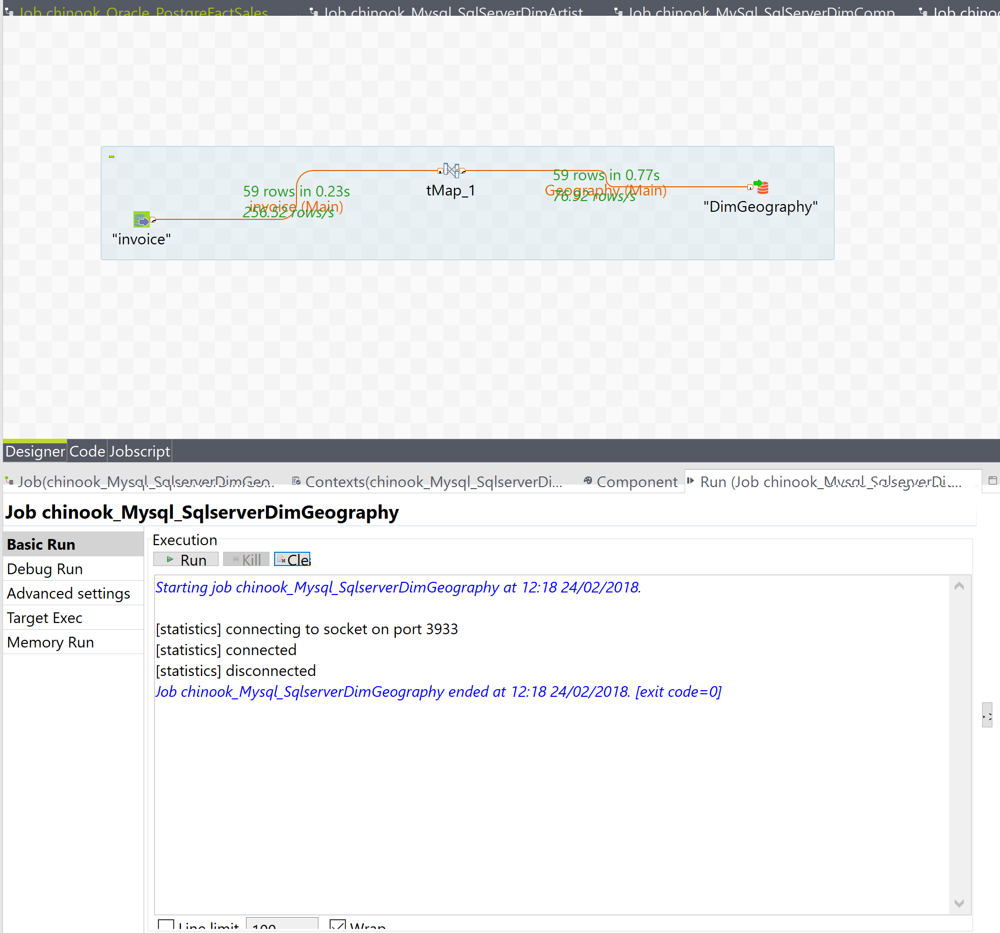 Job chinook_Oracle_PostgreFactSales
Job chinook_Mysql_SqlServerDimArtist
Job chinook_MySql_SqlServerDimComp
Job chino
59 rows in 0.23s
invoice (Main)
256.52 rows/s
"invoice"
tMap_1
59 rows in 0.77s
Geography (Main)
76.92 rows/s
"DimGeography"
Designer Code Jobscript
Job(chinook_Mysql_SqlserverDimGeo...
Contexts(chinook_Mysql_SqlserverDi...
Component
Run (Job chinook_Mysql_SqlserverDi....
Job chinook_Mysql_SqlserverDimGeography
Basic Run
Debug Run
Advanced settings
Target Exec
Memory Run
Execution
Run Kill Clea
Starting job chinook_Mysql_SqlserverDimGeography at 12:18 24/02/2018.
[statistics] connecting to socket on port 3933
[statistics] connected
[statistics] disconnected
Job chinook_Mysql_SqlserverDimGeography ended at 12:18 24/02/2018. [exit code=0]
Line limit 100 Wrap